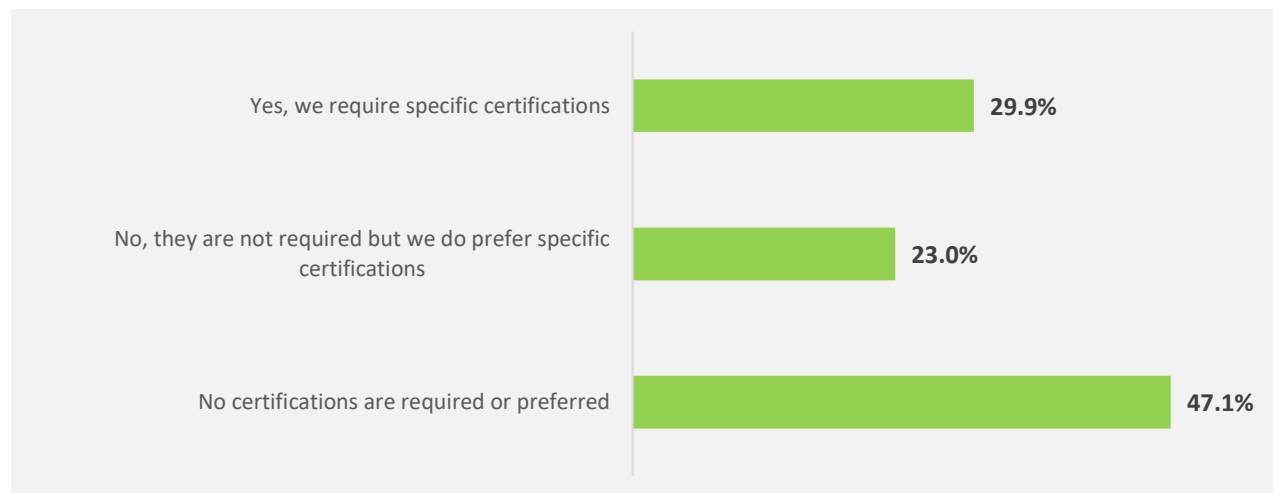 Yes, we require specific certifications
29.9%
No, they are not required but we do prefer specific
certifications
23.0%
No certifications are required or preferred
47.1%